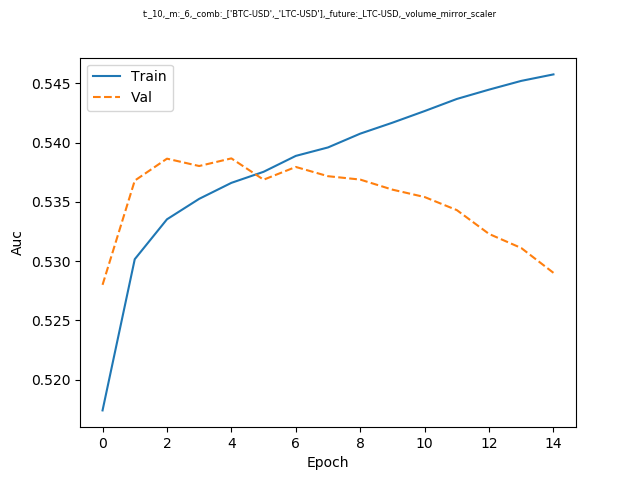 t:_10,_m:_6,_comb:_['BTC-USD',_'LTC-USD'],_future:_LTC-USD,_volume_mirror_scaler
Train
Val
0.545
0.540
0.535
0.530
0.525
0.520
Auc
0 2 4 6 8 10 12 14
Epoch